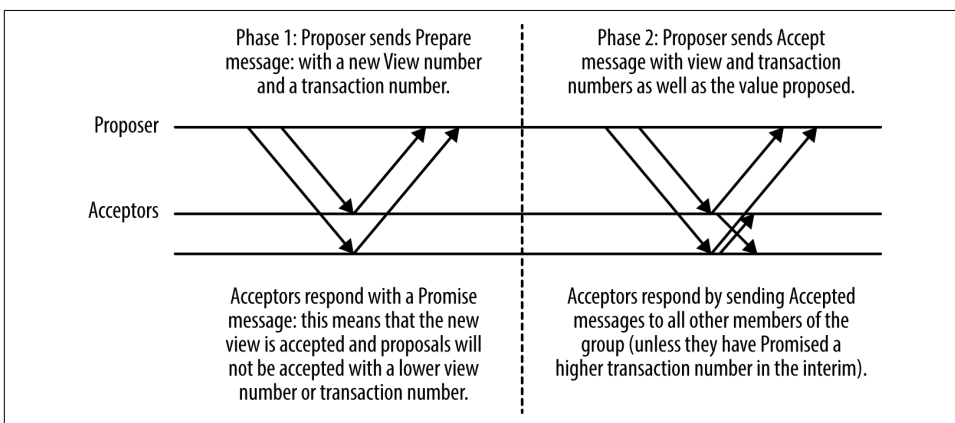 Phase 1: Proposer sends Prepare
message: with a new View number
and a transaction number.
Phase 2: Proposer sends Accept
message with view and transaction
numbers as well as the value proposed.
Proposer
Acceptors
Acceptors respond with a Promise
message: this means that the new
view is accepted and proposals will
not be accepted with a lower view
number or transaction number.
Acceptors respond by sending Accepted
messages to all other members of the
group (unless they have Promised a
higher transaction number in the interim).